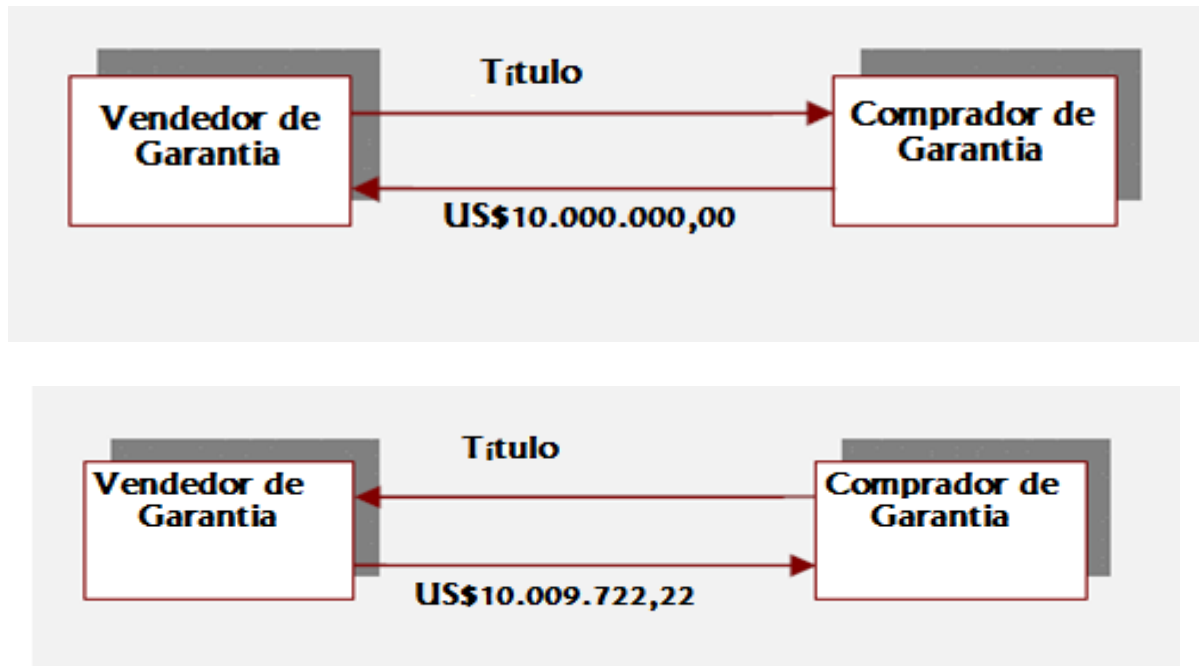 Título
Vendedor de
Garantia
Comprador de
Garantia
US$10.000.000,00
Título
Vendedor de
Garantia
Comprador de
Garantia
US$10.009.722,22